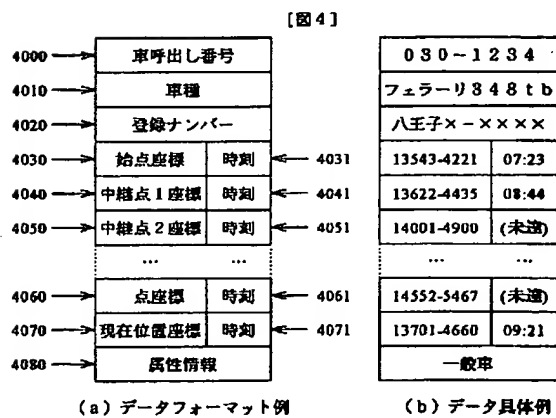 [図4]
4000 車呼出し番号 030-1234
4010 車種 フェラーリ348tb
4020 登録ナンバー 八王子×-××××
4030 始点座標 時刻 4031 13543-4221 07:23
4040 中継点1座標 時刻 4041 13622-4435 08:44
4050 中継点2座標 時刻 4051 14001-4900 (未達)
… … … …
4060 点座標 時刻 4061 14552-5467 (未達)
4070 現在位置座標 時刻 4071 13701-4660 09:21
4080 属性情報 一般車
(a) データフォーマット例 (b) データ具体例